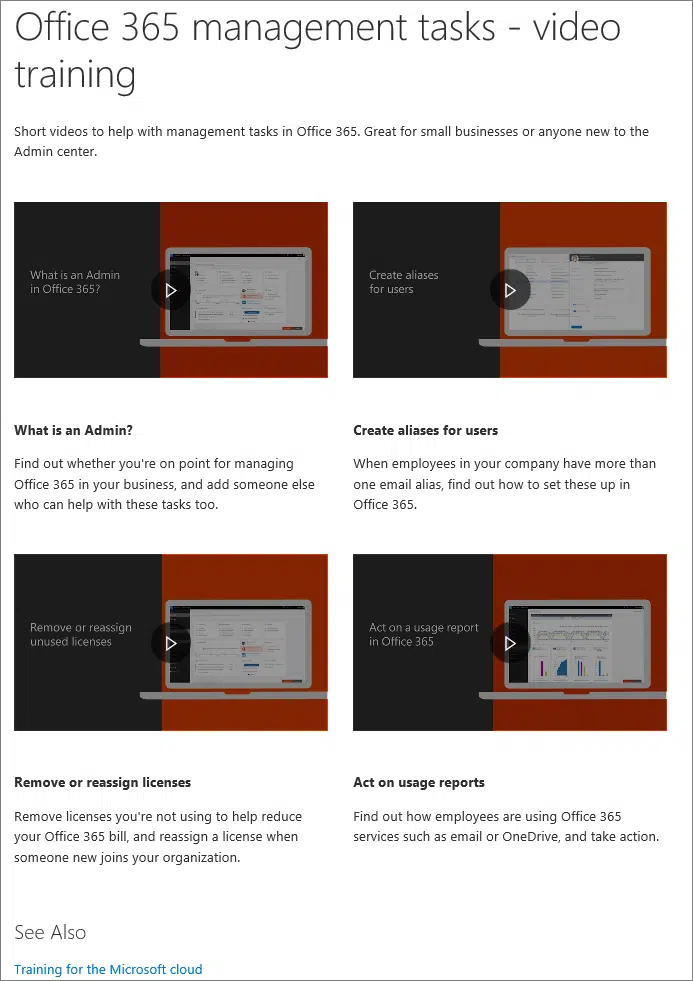 Office 365 management tasks - video
training
Short videos to help with management tasks in Office 365. Great for small businesses or anyone new to the
Admin center.
What is an Admin
in Office 365?
Create aliases
for users
What is an Admin?
Find out whether you're on point for managing
Office 365 in your business, and add someone else
who can help with these tasks too.
Create aliases for users
When employees in your company have more than
one email alias, find out how to set these up in
Office 365.
Remove or reassign
unused licenses
Act on a usage report
in Office 365
Remove or reassign licenses
Remove licenses you're not using to help reduce
your Office 365 bill, and reassign a license when
someone new joins your organization.
Act on usage reports
Find out how employees are using Office 365
services such as email or OneDrive, and take action.
See Also
Training for the Microsoft cloud